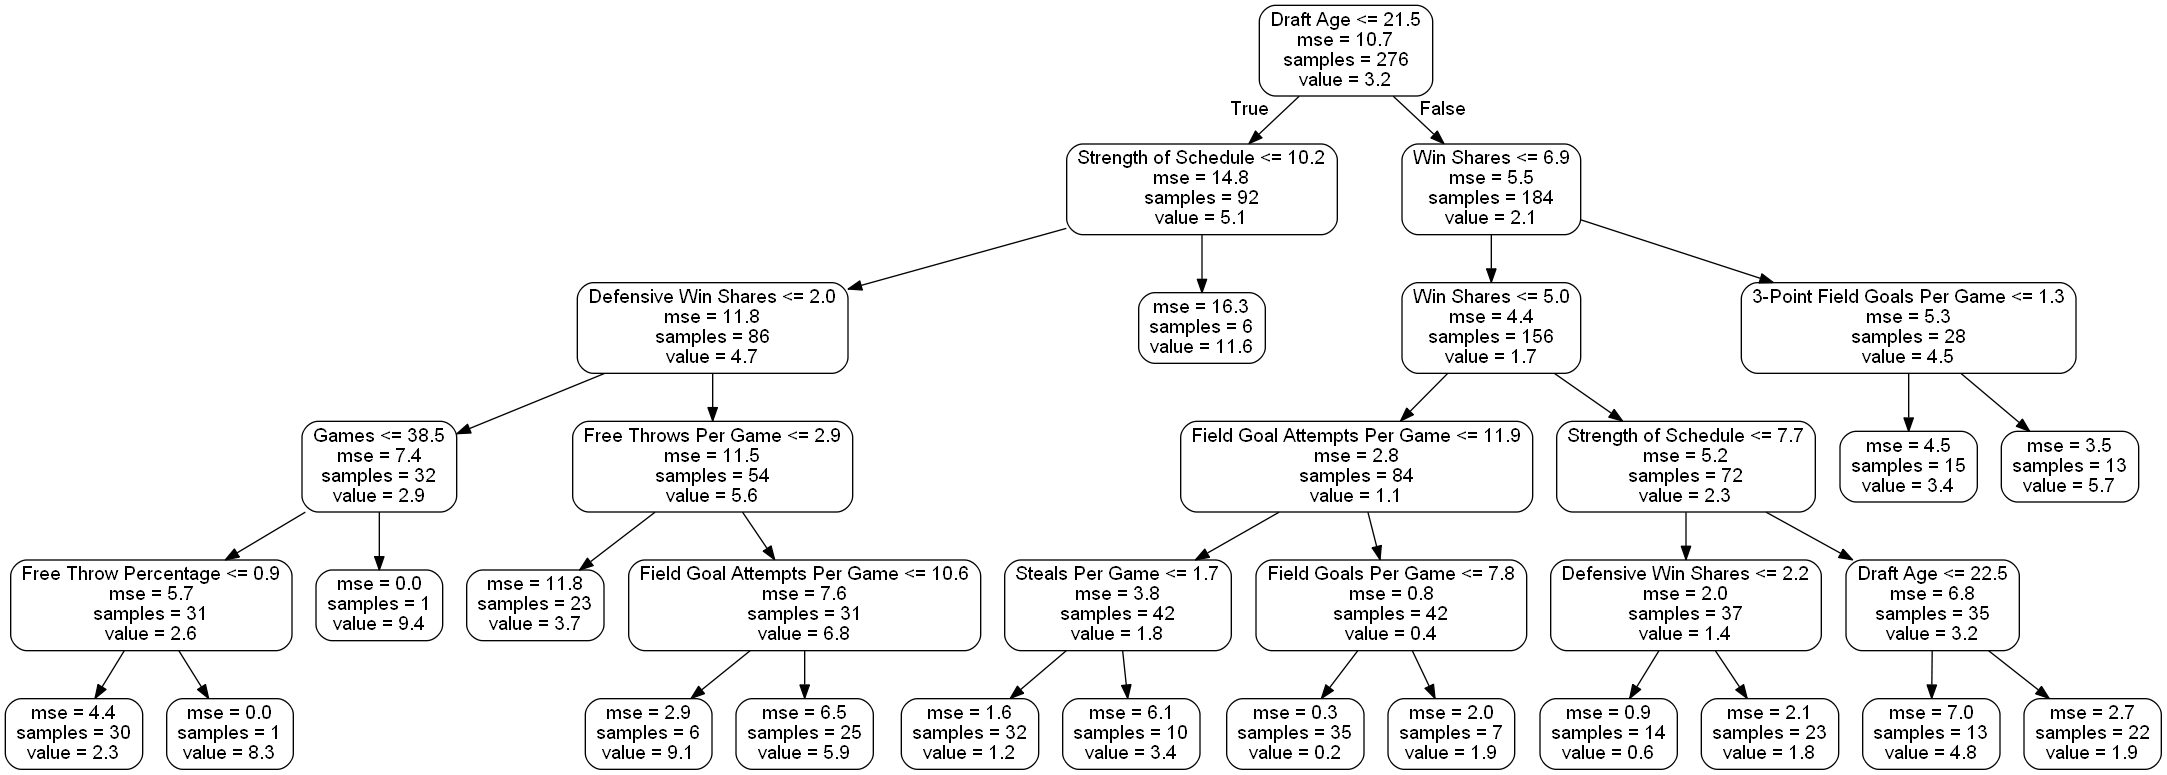 Draft Age <= 21.5
mse = 10.7
samples = 276
value = 3.2
True
False
Strength of Schedule <= 10.2
mse = 14.8
samples = 92
value = 5.1
Win Shares <= 6.9
mse = 5.5
samples = 184
value = 2.1
Defensive Win Shares <= 2.0
mse = 11.8
samples = 86
value = 4.7
mse = 16.3
samples = 6
value = 11.6
Win Shares <= 5.0
mse = 4.4
samples = 156
value = 1.7
3-Point Field Goals Per Game <= 1.3
mse = 5.3
samples = 28
value = 4.5
Games <= 38.5
mse = 7.4
samples = 32
value = 2.9
Free Throws Per Game <= 2.9
mse = 11.5
samples = 54
value = 5.6
Field Goal Attempts Per Game <= 11.9
mse = 2.8
samples = 84
value = 1.1
Strength of Schedule <= 7.7
mse = 5.2
samples = 72
value = 2.3
mse = 4.5
samples = 15
value = 3.4
mse = 3.5
samples = 13
value = 5.7
Free Throw Percentage <= 0.9
mse = 5.7
samples = 31
value = 2.6
mse = 0.0
samples = 1
value = 9.4
mse = 11.8
samples = 23
value = 3.7
Field Goal Attempts Per Game <= 10.6
mse = 7.6
samples = 31
value = 6.8
Steals Per Game <= 1.7
mse = 3.8
samples = 42
value = 1.8
Field Goals Per Game <= 7.8
mse = 0.8
samples = 42
value = 0.4
Defensive Win Shares <= 2.2
mse = 2.0
samples = 37
value = 1.4
Draft Age <= 22.5
mse = 6.8
samples = 35
value = 3.2
mse = 4.4
samples = 30
value = 2.3
mse = 0.0
samples = 1
value = 8.3
mse = 2.9
samples = 6
value = 9.1
mse = 6.5
samples = 25
value = 5.9
mse = 1.6
samples = 32
value = 1.2
mse = 6.1
samples = 10
value = 3.4
mse = 0.3
samples = 35
value = 0.2
mse = 2.0
samples = 7
value = 1.9
mse = 0.9
samples = 14
value = 0.6
mse = 2.1
samples = 23
value = 1.8
mse = 7.0
samples = 13
value = 4.8
mse = 2.7
samples = 22
value = 1.9